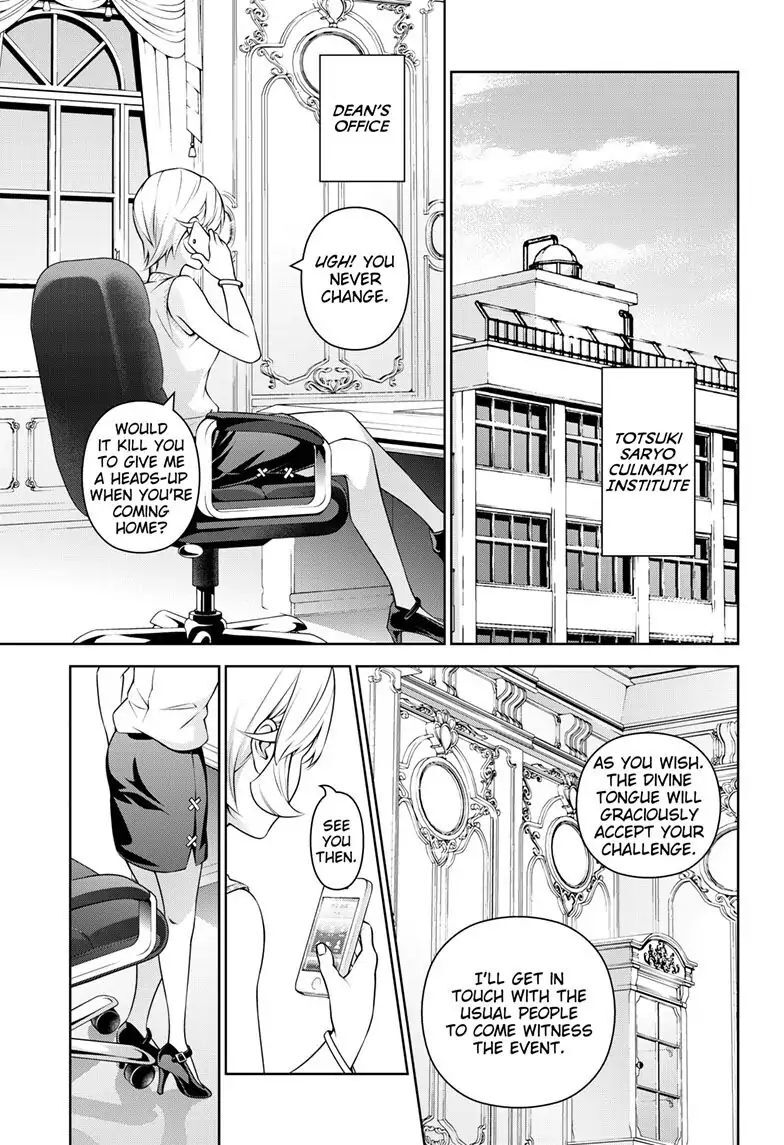 TOTSUKI
SARYO
CULINARY
INSTITUTE
DEAN'S
OFFICE
UGH! YOU
NEVER
CHANGE.
WOULD
IT KILL YOU
TO GIVE ME
A HEADS-UP
WHEN YOU'RE
COMING
HOME?
AS YOU WISH.
THE DIVINE
TONGUE WILL
GRACIOUSLY
ACCEPT YOUR
CHALLENGE.
I'LL GET IN
TOUCH WITH THE
USUAL PEOPLE
TO COME WITNESS
THE EVENT.
SEE
YOU
THEN.